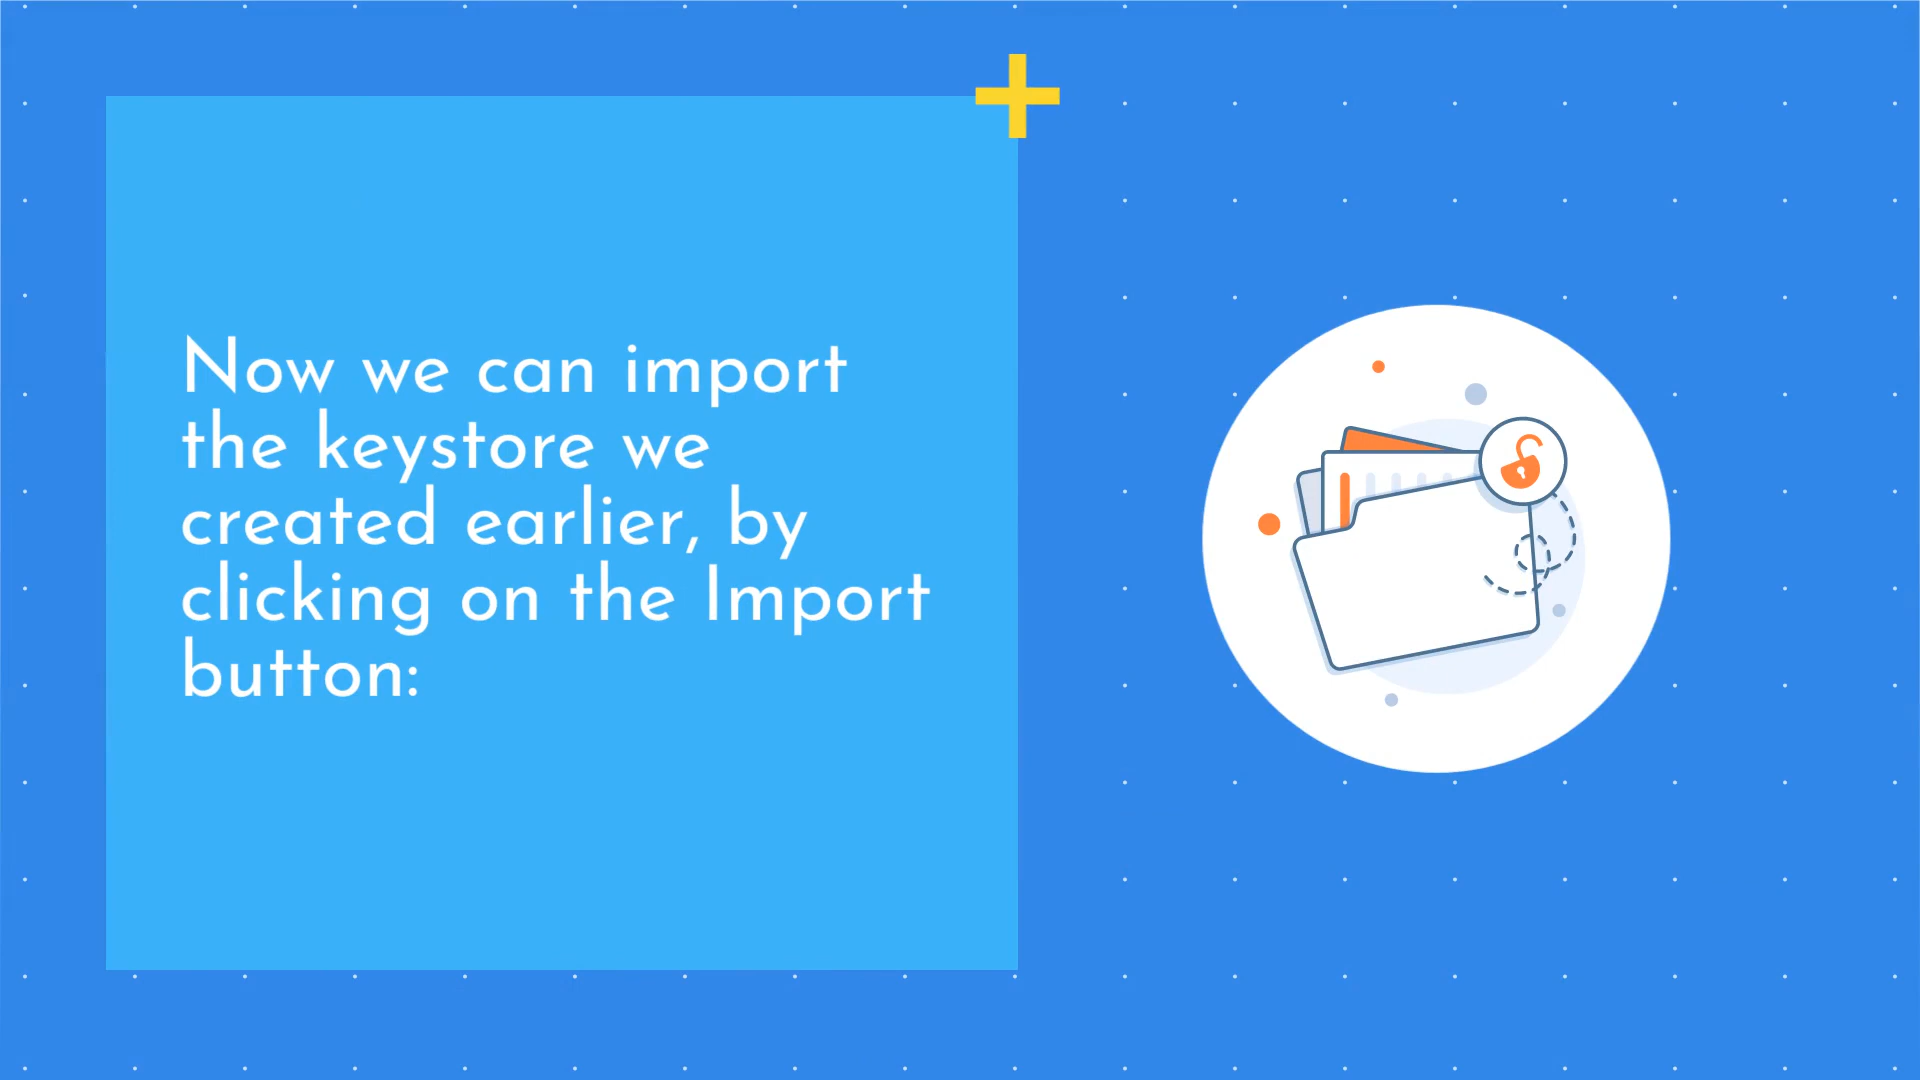 Now we can import
the keystore we
created earlier, by
clicking on the Import
button: